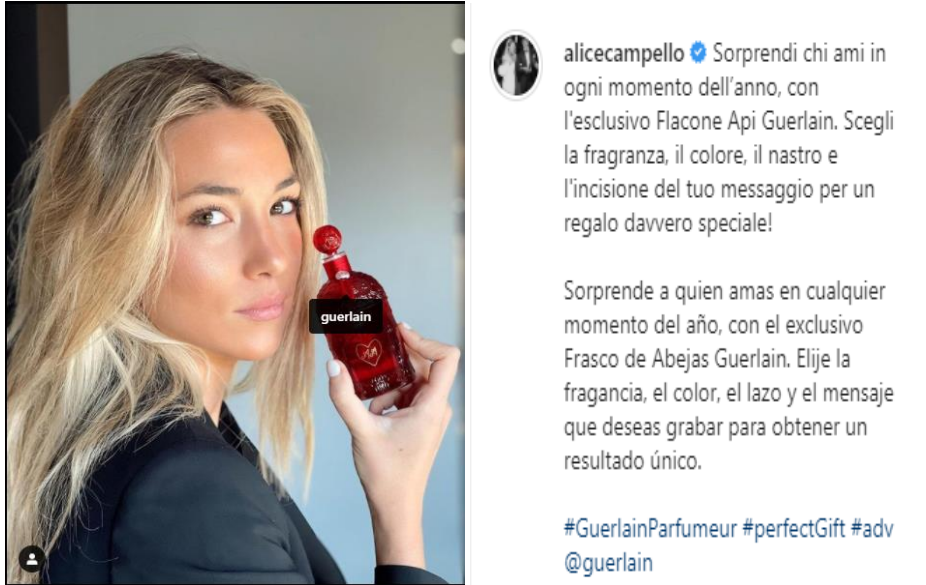 guerlain
alicecampello Sorprendi chi ami in
ogni momento dell'anno, con
l'esclusivo Flacone Api Guerlain. Scegli
la fragranza, il colore, il nastro e
l'incisione del tuo messaggio per un
regalo davvero speciale!
Sorprende a quien amas en cualquier
momento del año, con el exclusivo
Frasco de Abejas Guerlain. Elije la
fragancia, el color, el lazo y el mensaje
que deseas grabar para obtener un
resultado único.
#GuerlainParfumeur #perfectGift #adv
@guerlain